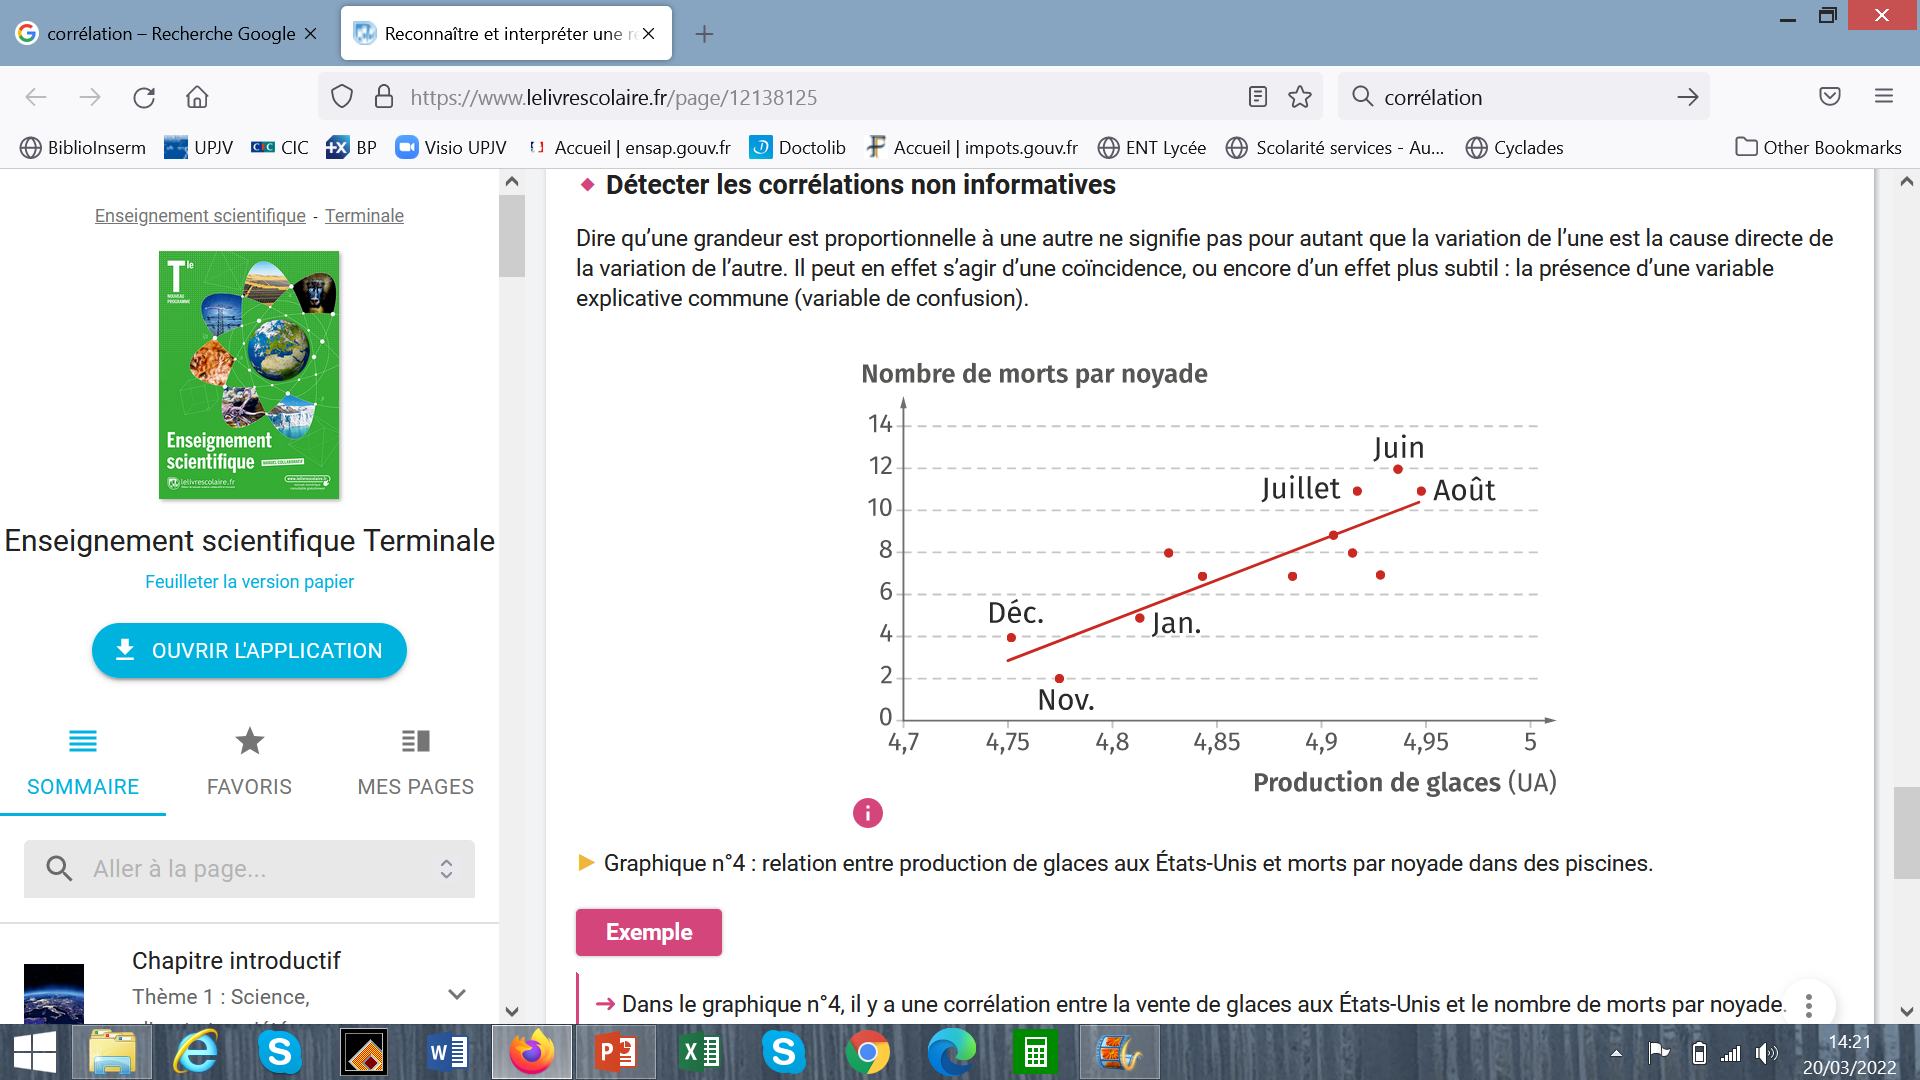 corrélation – Recherche Google
Reconnaître et interpréter une r
https://www.lelivrescolaire.fr/page/12138125
corrélation
BiblioInserm UPJV CIC BP Visio UPJV Accueil | ensap.gouv.fr Doctolib Accueil | impots.gouv.fr ENT Lycée Scolarité services - Au... Cyclades Other Bookmarks
Enseignement scientifique - Terminale
T le
NOUVEAU PROGRAMME
Enseignement
scientifique
lelivrescolaire.fr
Enseignement scientifique Terminale
Feuilleter la version papier
OUVRIR L'APPLICATION
SOMMAIRE FAVORIS MES PAGES
Aller à la page...
Chapitre introductif
Thème 1 : Science,
Détecter les corrélations non informatives
Dire qu’une grandeur est proportionnelle à une autre ne signifie pas pour autant que la variation de l’une est la cause directe de
la variation de l’autre. Il peut en effet s’agir d’une coïncidence, ou encore d’un effet plus subtil : la présence d’une variable
explicative commune (variable de confusion).
Nombre de morts par noyade
14
12
10
8
6
4
2
0
Juin
Juillet
Août
Déc.
Jan.
Nov.
4,7 4,75 4,8 4,85 4,9 4,95 5
Production de glaces (UA)
i
Graphique n°4 : relation entre production de glaces aux États-Unis et morts par noyade dans des piscines.
Exemple
Dans le graphique n°4, il y a une corrélation entre la vente de glaces aux États-Unis et le nombre de morts par noyade.
14:21
20/03/2022